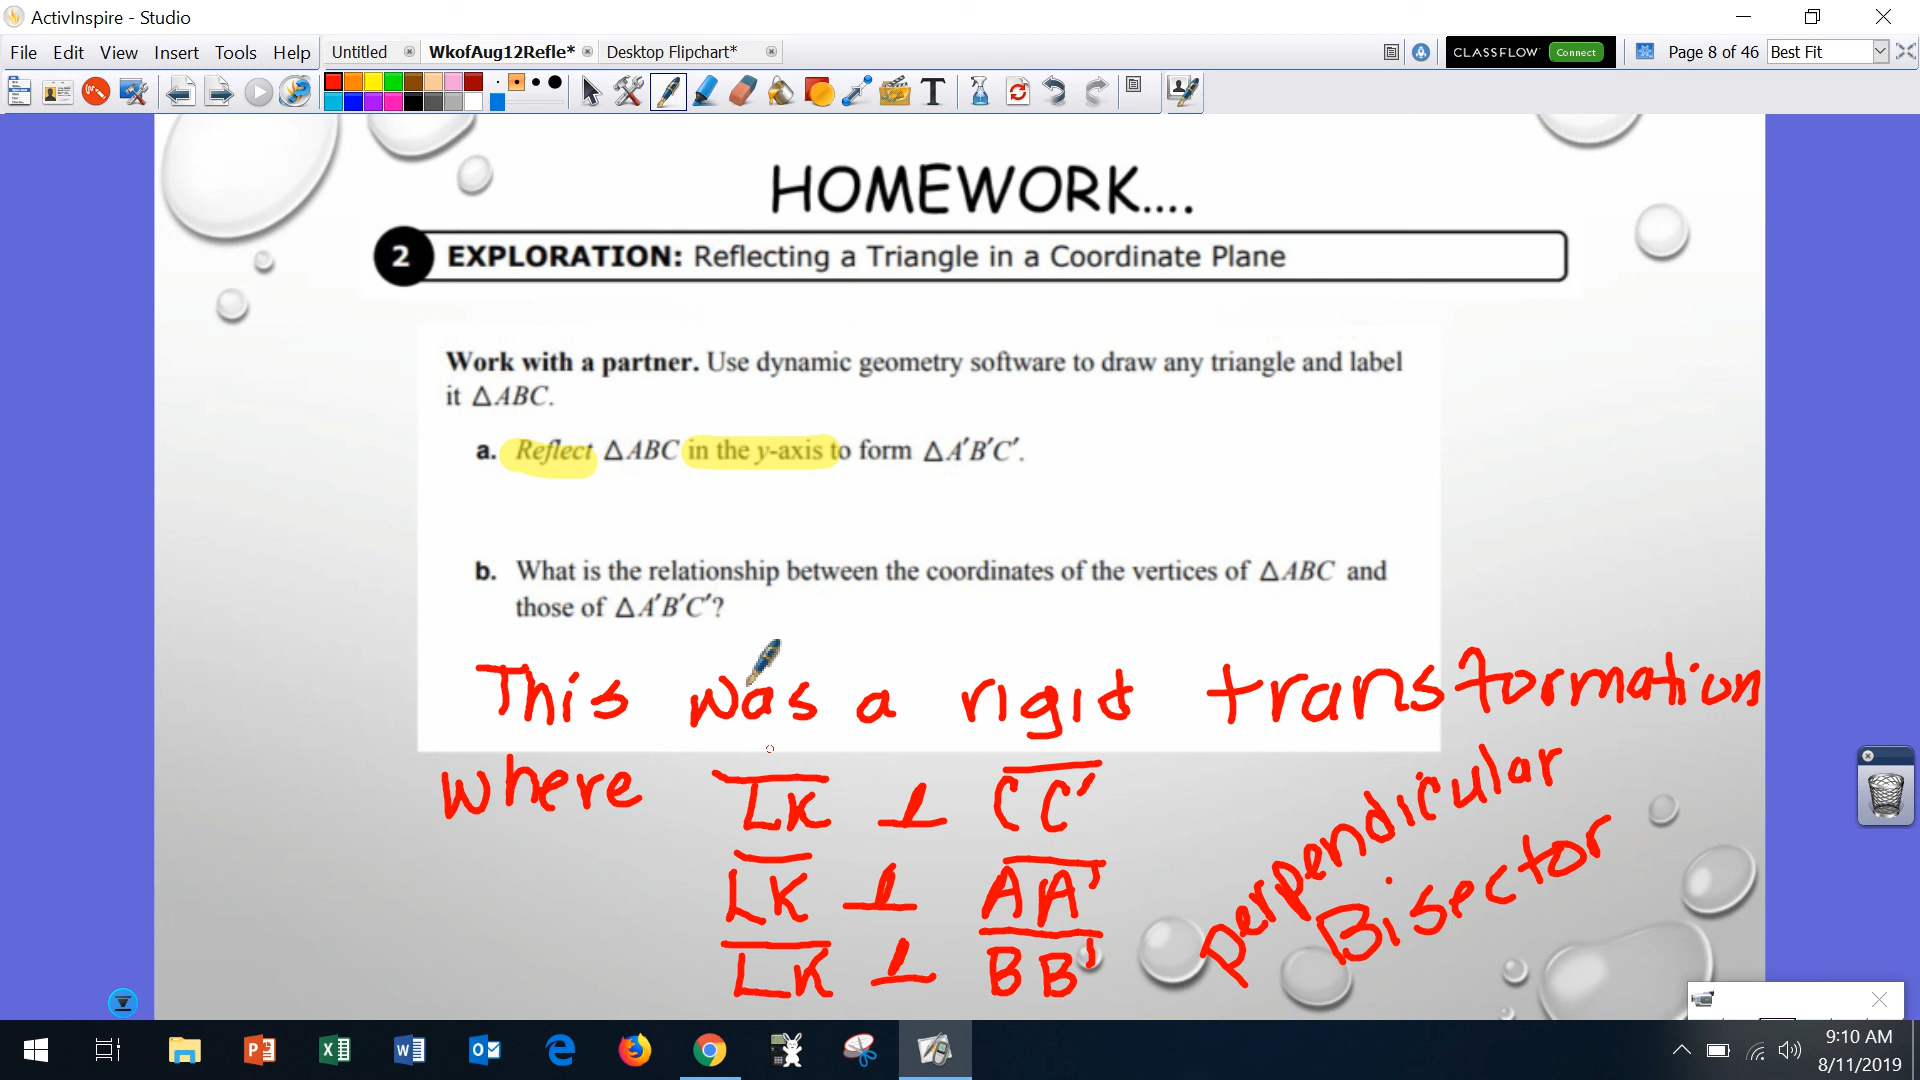 ActivInspire - Studio
File Edit View Insert Tools Help Untitled WkofAug12Refle* Desktop Flipchart* CLASSFLOW Connect Page 8 of 46 Best Fit
HOMEWORK....
2 EXPLORATION: Reflecting a Triangle in a Coordinate Plane
Work with a partner. Use dynamic geometry software to draw any triangle and label
it △ABC.
a. Reflect △ABC in the y-axis to form △A′B′C′.
b. What is the relationship between the coordinates of the vertices of △ABC and
those of △A′B′C′?
This was a rigid transformation
where LK ⊥ CC'
LK ⊥ AA'
LK ⊥ BB'
perpendicular
Bisector
9:10 AM
8/11/2019